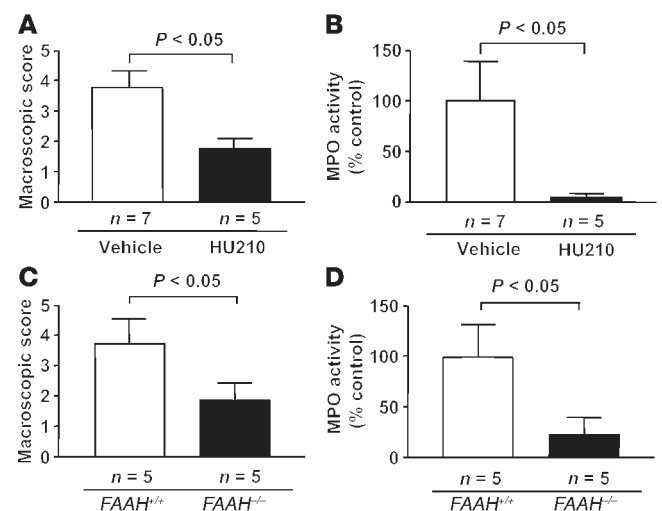 A
P < 0.05
Macroscopic score
5
4
3
2
1
0
n = 7 n = 5
Vehicle HU210
B
P < 0.05
MPO activity
(% control)
150
100
50
0
n = 7 n = 5
Vehicle HU210
C
P < 0.05
Macroscopic score
5
4
3
2
1
0
n = 5 n = 5
FAAH+/+ FAAH–/–
D
P < 0.05
MPO activity
(% control)
150
100
50
0
n = 5 n = 5
FAAH+/+ FAAH–/–